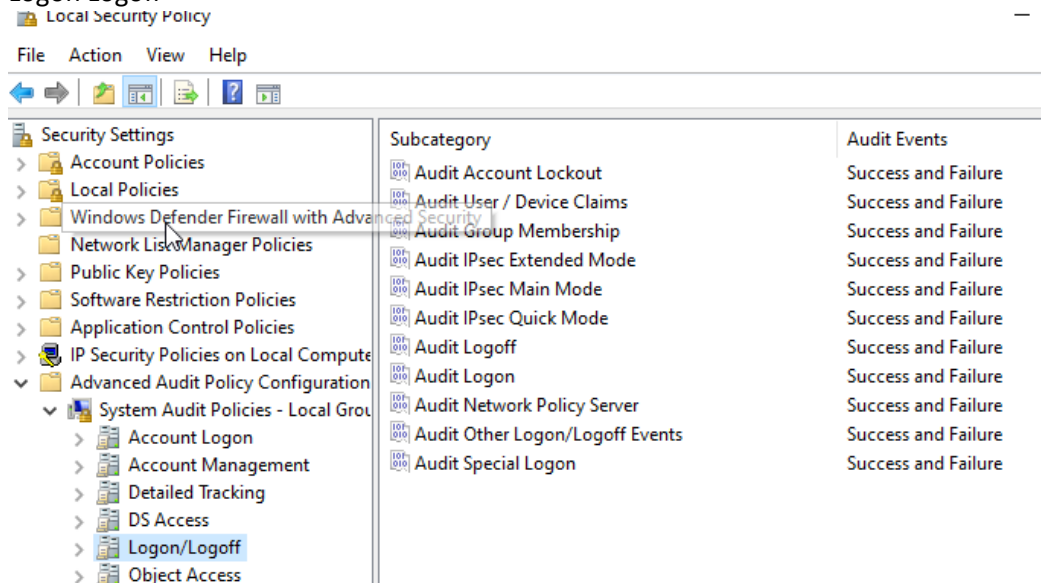 Logon Logon
Local Security Policy
File Action View Help
Security Settings
Account Policies
Local Policies
Windows Defender Firewall with Advanced Security
Network List Manager Policies
Public Key Policies
Software Restriction Policies
Application Control Policies
IP Security Policies on Local Compute
Advanced Audit Policy Configuration
System Audit Policies - Local Grou
Account Logon
Account Management
Detailed Tracking
DS Access
Logon/Logoff
Object Access
Subcategory Audit Events
Audit Account Lockout Success and Failure
Audit User / Device Claims Success and Failure
Audit Group Membership Success and Failure
Audit IPsec Extended Mode Success and Failure
Audit IPsec Main Mode Success and Failure
Audit IPsec Quick Mode Success and Failure
Audit Logoff Success and Failure
Audit Logon Success and Failure
Audit Network Policy Server Success and Failure
Audit Other Logon/Logoff Events Success and Failure
Audit Special Logon Success and Failure